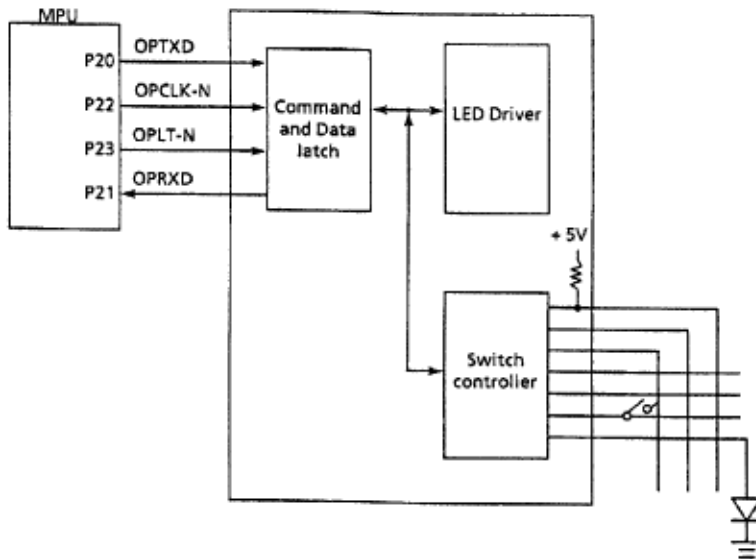 MPU
P20
OPTXD
P22
OPCLK-N
P23
OPLT-N
P21
OPRXD
Command
and Data
latch
LED Driver
+ 5V
Switch
controller